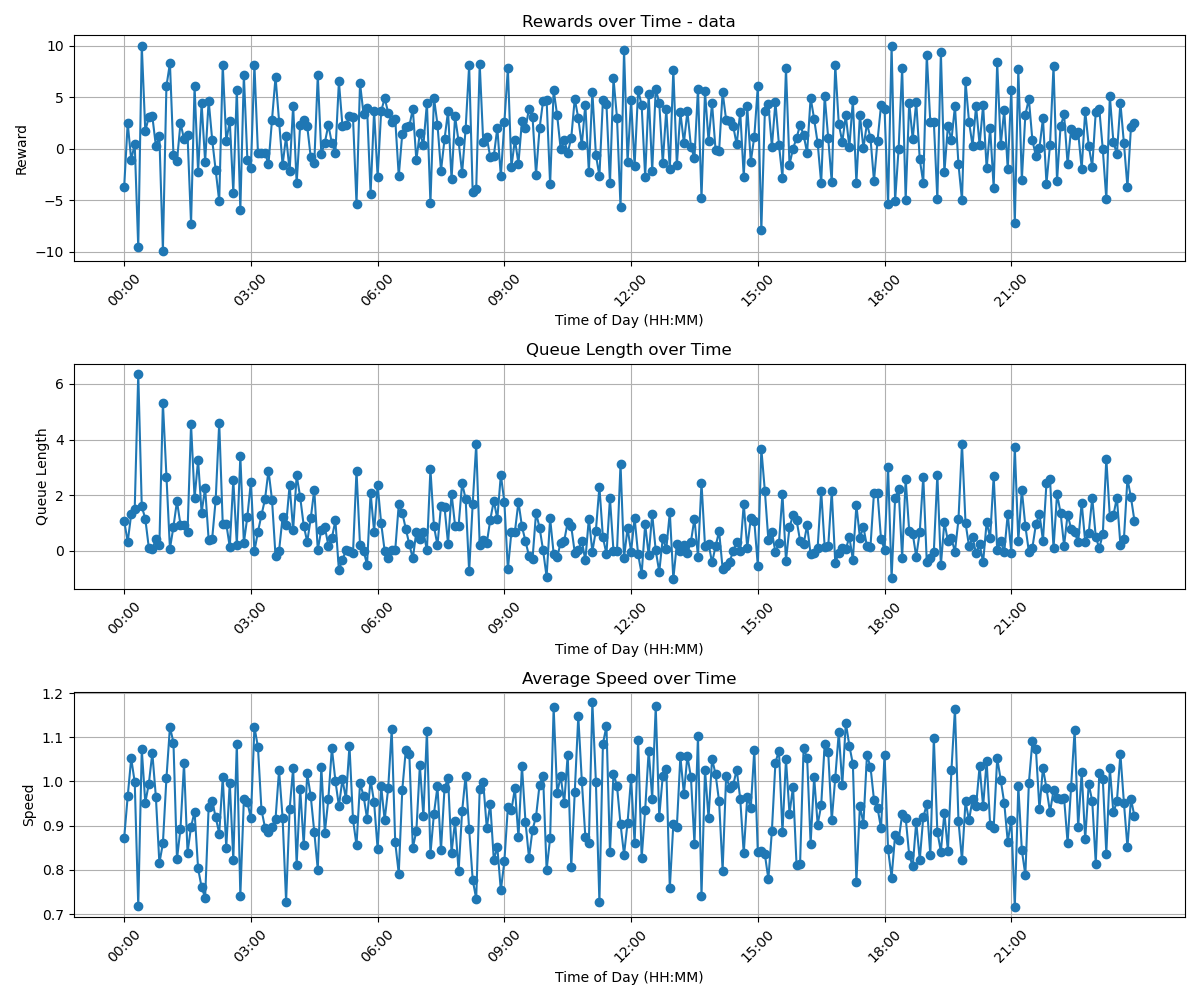 Rewards over Time - data
10
5
0
−5
−10
Reward
00:00 03:00 06:00 09:00 12:00 15:00 18:00 21:00
Time of Day (HH:MM)
Queue Length over Time
6
4
2
0
Queue Length
00:00 03:00 06:00 09:00 12:00 15:00 18:00 21:00
Time of Day (HH:MM)
Average Speed over Time
1.2
1.1
1.0
0.9
0.8
0.7
Speed
00:00 03:00 06:00 09:00 12:00 15:00 18:00 21:00
Time of Day (HH:MM)